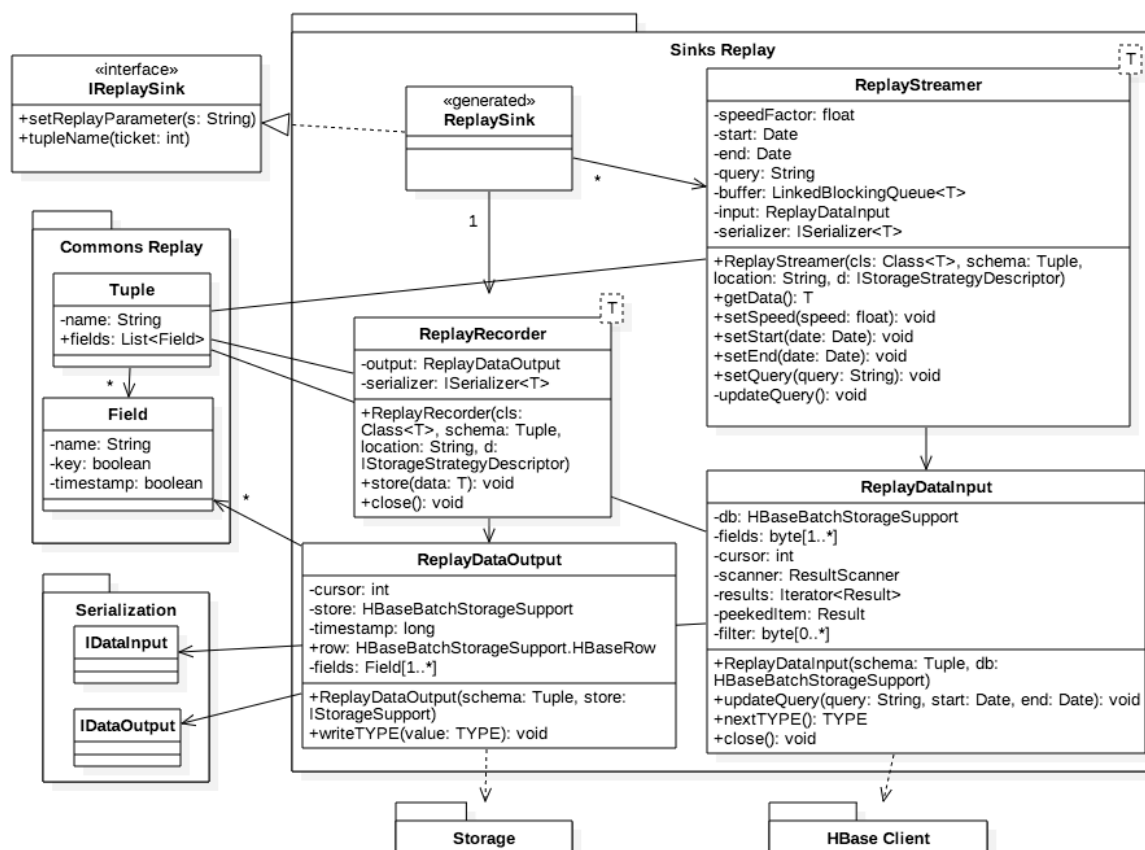 Sinks Replay
«interface»
IReplaySink
+setReplayParameter(s: String)
+tupleName(ticket: int)
«generated»
ReplaySink
T
ReplayStreamer
-speedFactor: float
-start: Date
-end: Date
-query: String
-buffer: LinkedBlockingQueue<T>
-input: ReplayDataInput
-serializer: ISerializer<T>
+ReplayStreamer(cls: Class<T>, schema: Tuple,
location: String, d: IStorageStrategyDescriptor)
+getData(): T
+setSpeed(speed: float): void
+setStart(date: Date): void
+setEnd(date: Date): void
+setQuery(query: String): void
-updateQuery(): void
*
1
Commons Replay
Tuple
-name: String
+fields: List<Field>
*
Field
-name: String
-key: boolean
-timestamp: boolean
*
T
ReplayRecorder
-output: ReplayDataOutput
-serializer: ISerializer<T>
+ReplayRecorder(cls:
Class<T>, schema: Tuple,
location: String, d:
IStorageStrategyDescriptor)
+store(data: T): void
+close(): void
ReplayDataInput
-db: HBaseBatchStorageSupport
-fields: byte[1..*]
-cursor: int
-scanner: ResultScanner
-results: Iterator<Result>
-peekedItem: Result
-filter: byte[0..*]
+ReplayDataInput(schema: Tuple, db:
HBaseBatchStorageSupport)
+updateQuery(query: String, start: Date, end: Date): void
+nextTYPE(): TYPE
+close(): void
ReplayDataOutput
-cursor: int
-store: HBaseBatchStorageSupport
-timestamp: long
+row: HBaseBatchStorageSupport.HBaseRow
-fields: Field[1..*]
+ReplayDataOutput(schema: Tuple, store:
IStorageSupport)
+writeTYPE(value: TYPE): void
Serialization
IDataInput
IDataOutput
Storage
HBase Client